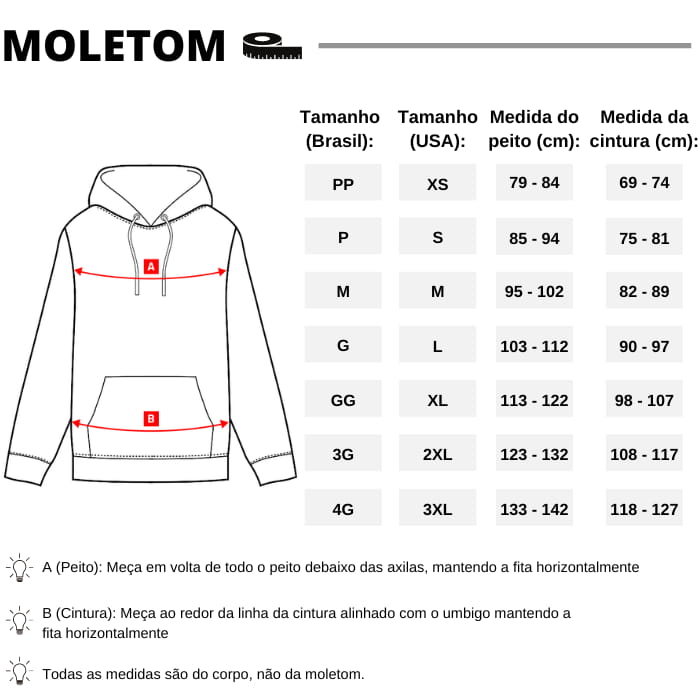 MOLETOM
Tamanho (Brasil): Tamanho (USA): Medida do peito (cm): Medida da cintura (cm):
PP XS 79 - 84 69 - 74
P S 85 - 94 75 - 81
M M 95 - 102 82 - 89
G L 103 - 112 90 - 97
GG XL 113 - 122 98 - 107
3G 2XL 123 - 132 108 - 117
4G 3XL 133 - 142 118 - 127
A
B
A (Peito): Meça em volta de todo o peito debaixo das axilas, mantendo a fita horizontalmente
B (Cintura): Meça ao redor da linha da cintura alinhado com o umbigo mantendo a
fita horizontalmente
Todas as medidas são do corpo, não da moletom.